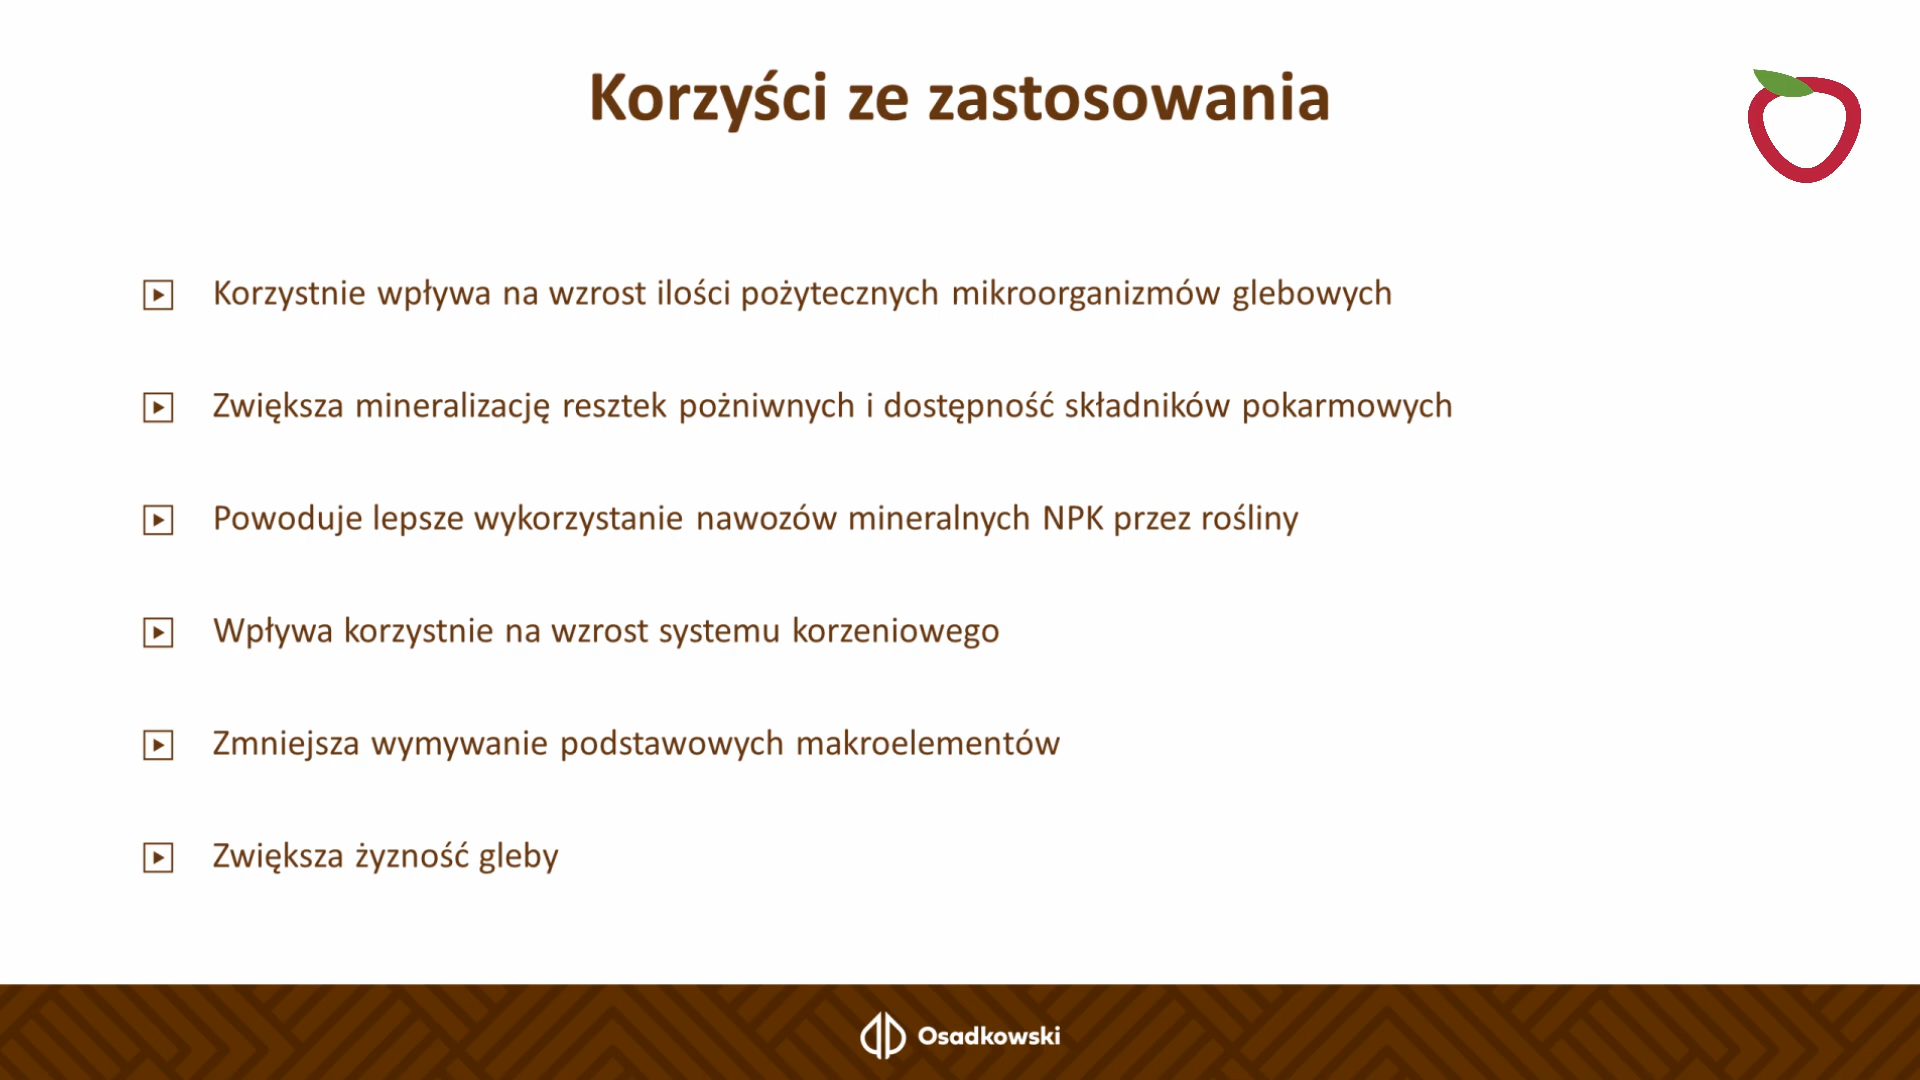 Korzyści ze zastosowania
Korzystnie wpływa na wzrost ilości pożytecznych mikroorganizmów glebowych
Zwiększa mineralizację resztek pożniwnych i dostępność składników pokarmowych
Powoduje lepsze wykorzystanie nawozów mineralnych NPK przez rośliny
Wpływa korzystnie na wzrost systemu korzeniowego
Zmniejsza wymywanie podstawowych makroelementów
Zwiększa żyzność gleby
Osadkowski